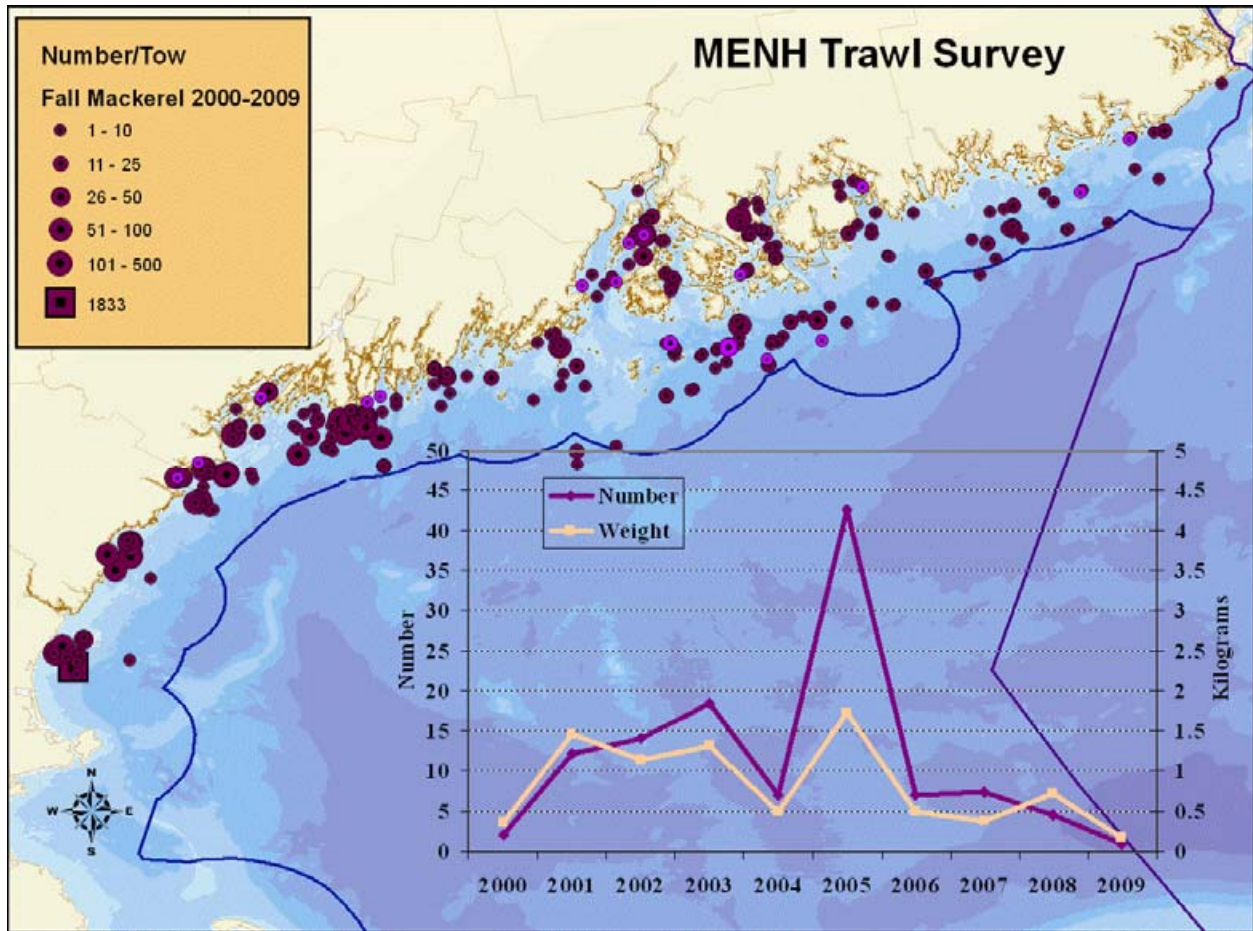 MENH Trawl Survey
Number/Tow
Fall Mackerel 2000-2009
1 - 10
11 - 25
26 - 50
51 - 100
101 - 500
1833
N
W E
S
Number
Weight
50
45
40
35
30
25
20
15
10
5
0
Number
5
4.5
4
3.5
3
2.5
2
1.5
1
0.5
0
Kilograms
2000 2001 2002 2003 2004 2005 2006 2007 2008 2009